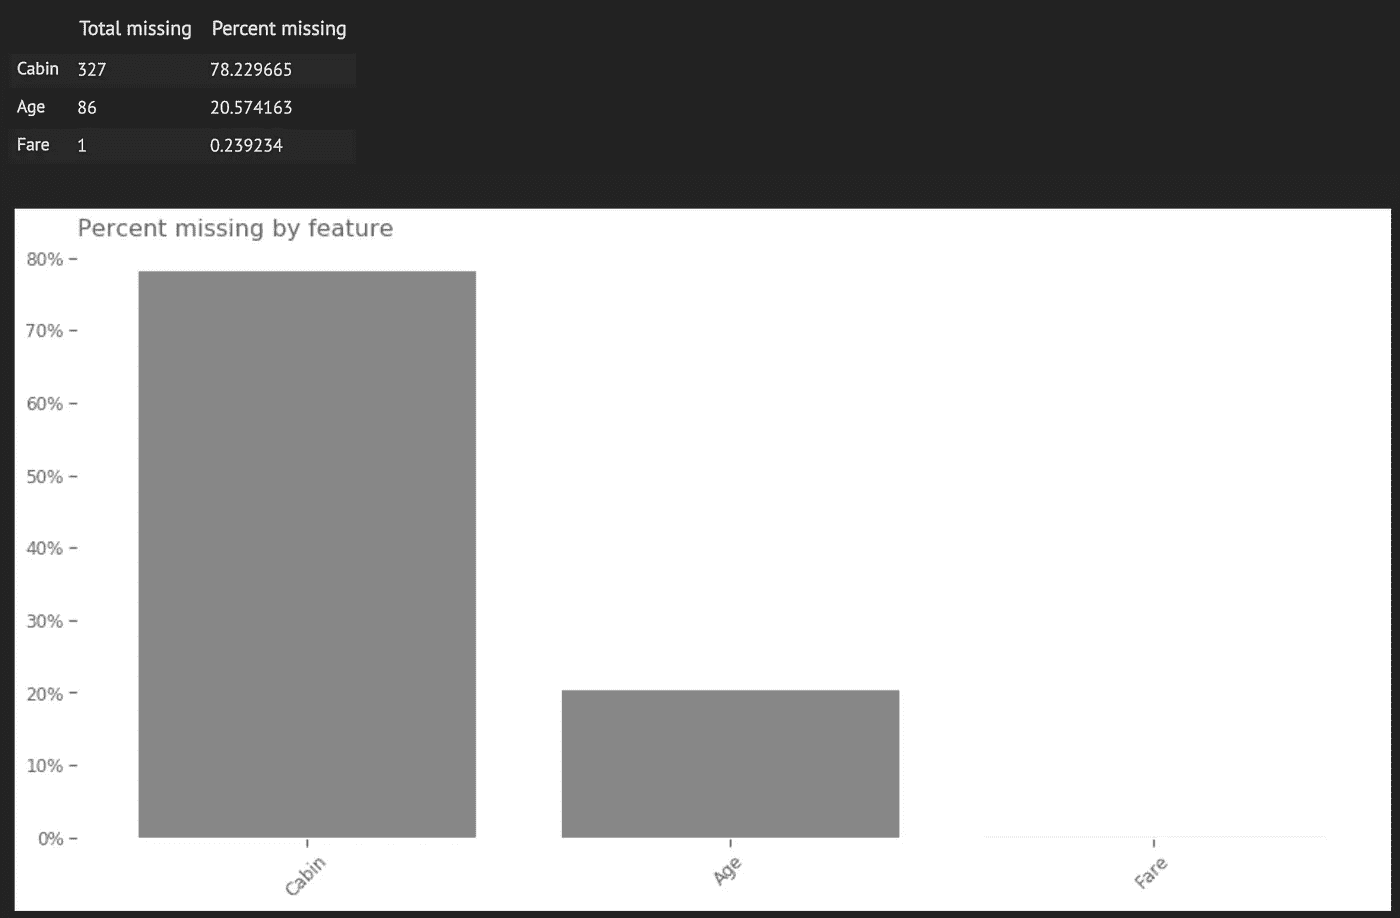 Total missing Percent missing
Cabin 327 78.229665
Age 86 20.574163
Fare 1 0.239234
Percent missing by feature
80%
70%
60%
50%
40%
30%
20%
10%
0%
Cabin Age Fare